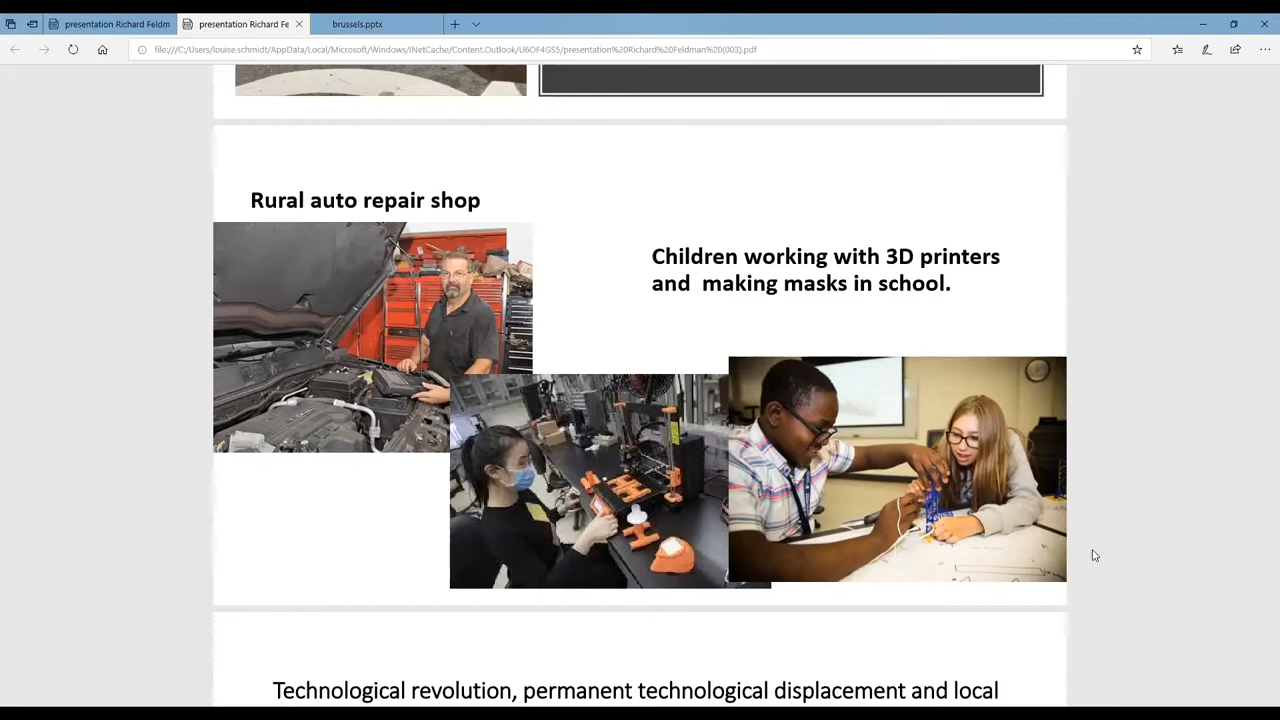 presentation Richard Feldm
presentation Richard Fe
brussels.pptx
file:///C:/Users/louise.schmidt/AppData/Local/Microsoft/Windows/INetCache/Content.Outlook/U6OF4GS5/presentation%20Richard%20Feldman%20(003).pdf
Rural auto repair shop
Children working with 3D printers
and making masks in school.
Technological revolution, permanent technological displacement and local